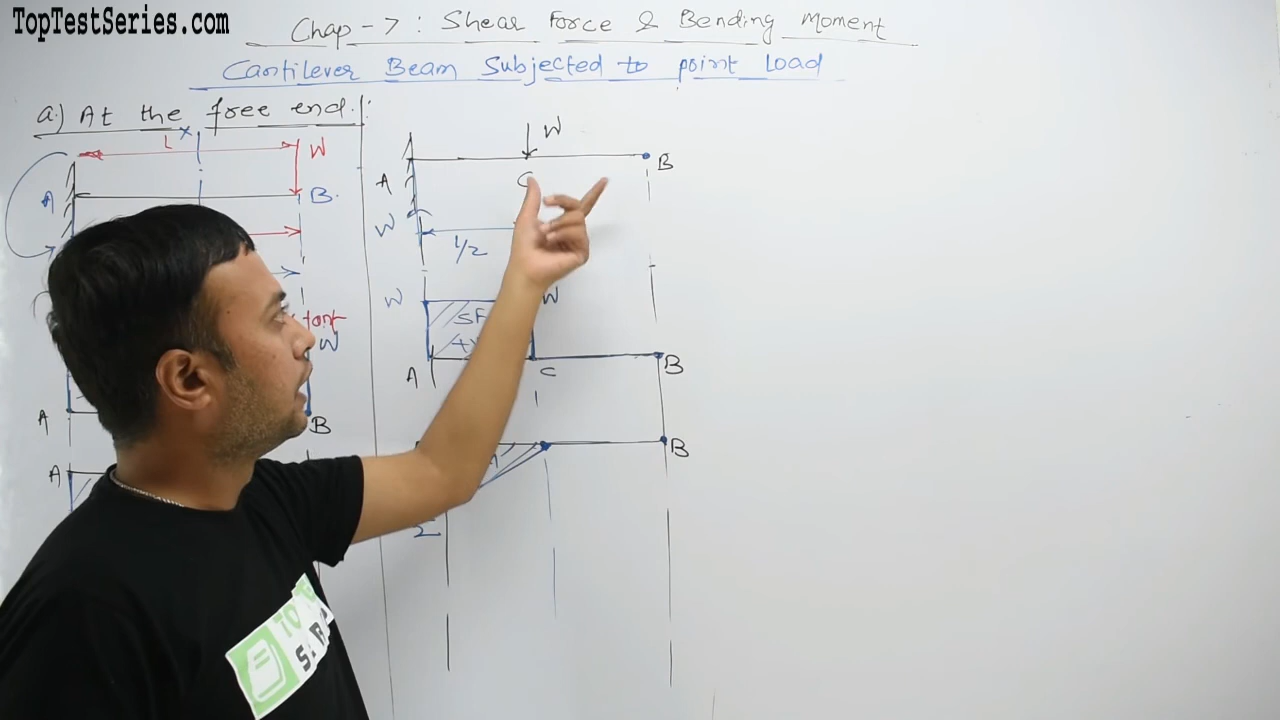 TopTestSeries.com
Chap-7: Shear Force & Bending Moment
Cantilever Beam Subjected to point Load
a.) At the free end.:
x
L
W
A
B.
W
A
B
A
W
A
C
B
W
L/2
W
W
SF
+v
A
C
B
B
2